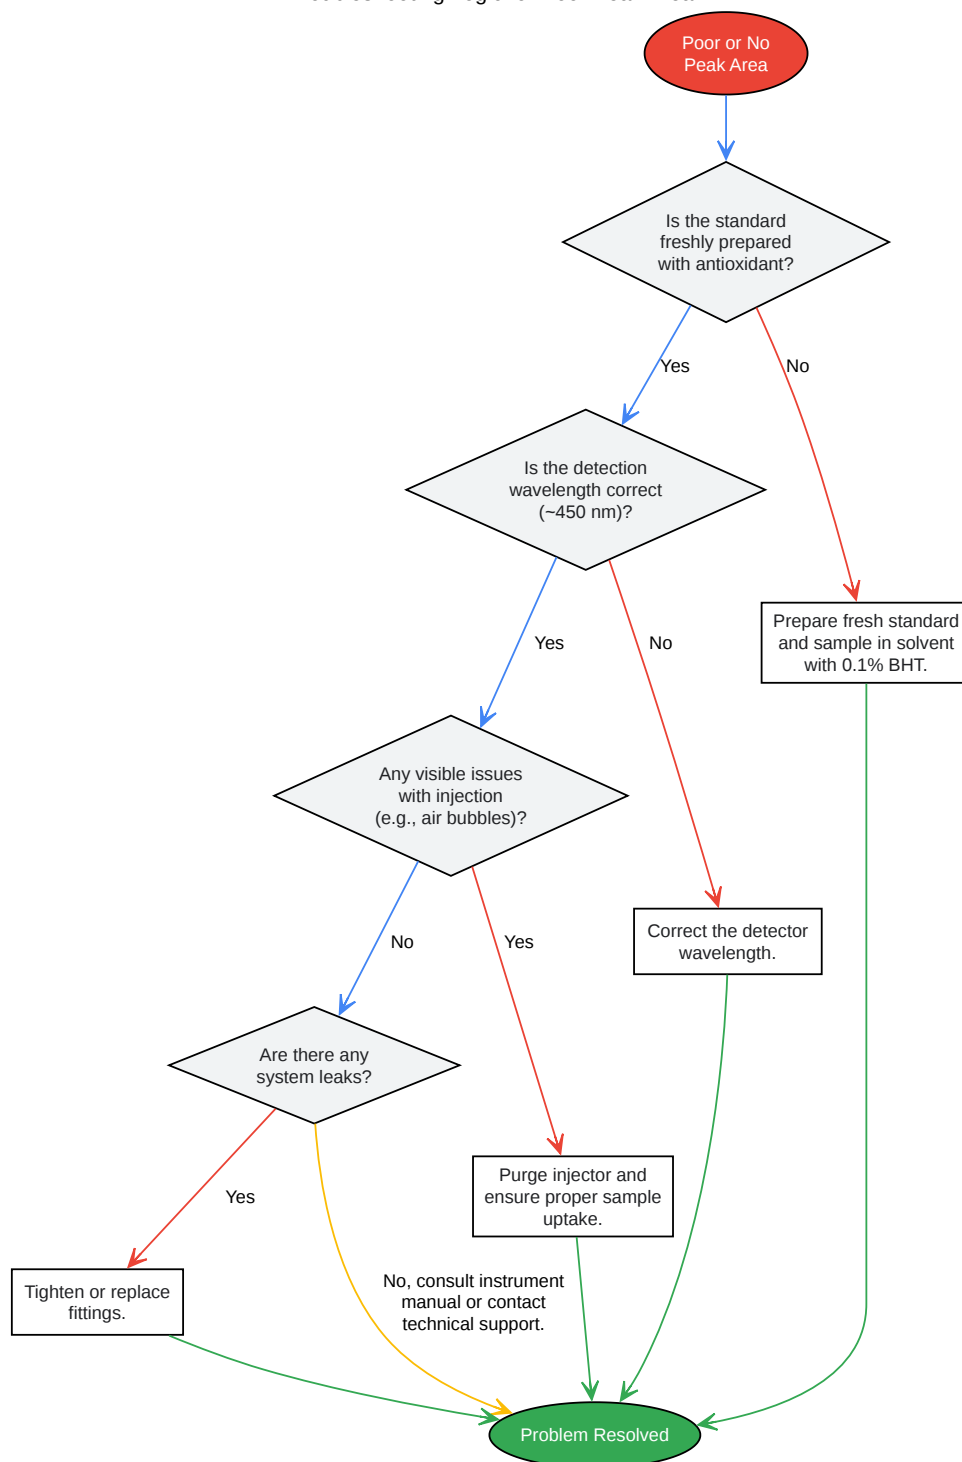 Poor or No
Peak Area
Is the standard
freshly prepared
with antioxidant?
Yes
No
Is the detection
wavelength correct
(~450 nm)?
Yes
No
Prepare fresh standard
and sample in solvent
with 0.1% BHT.
Any visible issues
with injection
(e.g., air bubbles)?
No
Yes
Correct the detector
wavelength.
Are there any
system leaks?
Yes
Purge injector and
ensure proper sample
uptake.
No, consult instrument
manual or contact
technical support.
Tighten or replace
fittings.
Problem Resolved